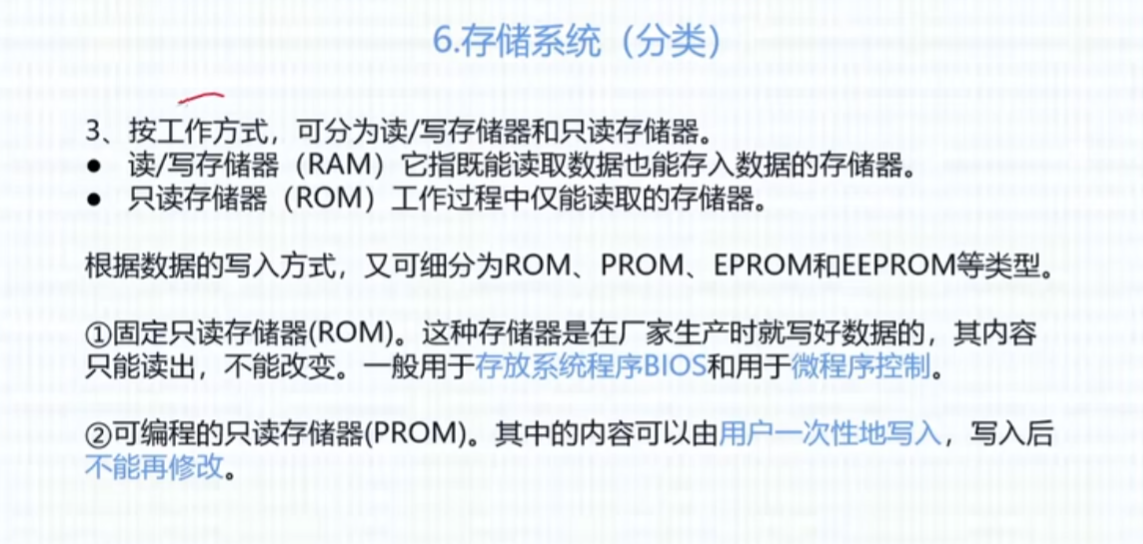 6.存储系统（分类）
3、按工作方式，可分为读/写存储器和只读存储器。
● 读/写存储器（RAM）它指既能读取数据也能存入数据的存储器。
● 只读存储器（ROM）工作过程中仅能读取的存储器。
根据数据的写入方式，又可细分为ROM、PROM、EPROM和EEPROM等类型。
①固定只读存储器(ROM)。这种存储器是在厂家生产时就写好数据的，其内容
只能读出，不能改变。一般用于存放系统程序BIOS和用于微程序控制。
②可编程的只读存储器(PROM)。其中的内容可以由用户一次性地写入，写入后
不能再修改。